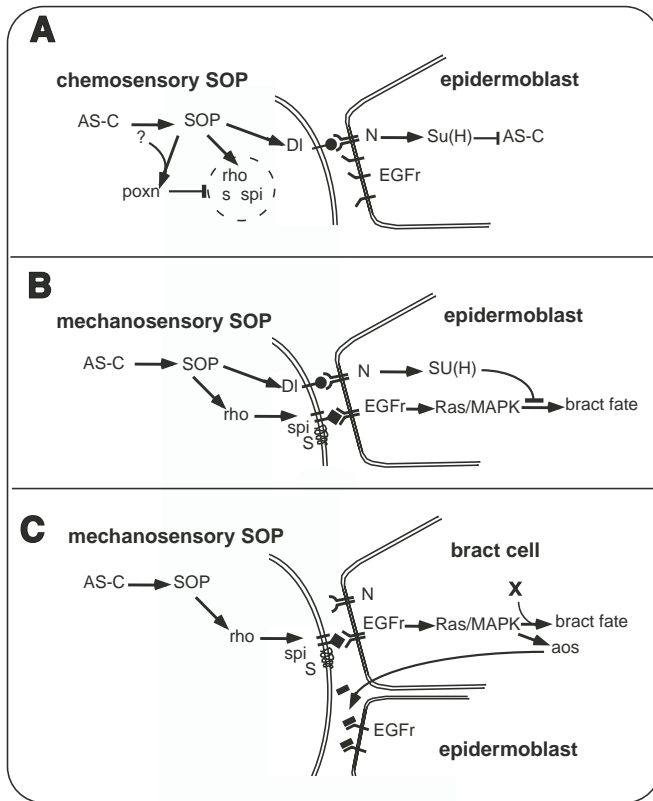 A
chemosensory SOP
epidermoblast
AS-C
SOP
Dl
N
Su(H)
AS-C
?
rho
EGFr
poxn
s spi
B
mechanosensory SOP
epidermoblast
AS-C
SOP
Dl
N
SU(H)
rho
spi
S
EGFr
Ras/MAPK
bract fate
C
mechanosensory SOP
bract cell
AS-C
SOP
N
X
rho
spi
S
EGFr
Ras/MAPK
bract fate
aos
EGFr
epidermoblast